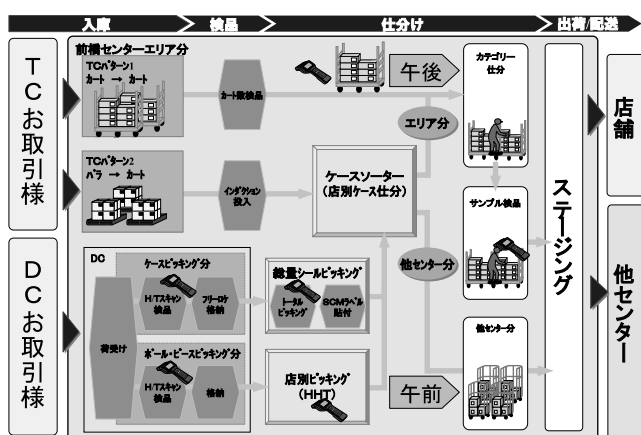 入庫
検品
仕分け
出荷/配送
TCお取引様
DCお取引様
前橋センターエリア分
TCパターン1
カート → カート
カート数検品
TCパターン2
バラ → カート
インダクション
投入
ケースソーター
(店別ケース仕分)
午後
エリア分
他センター分
カテゴリー
仕分
サンプル検品
他センター分
午前
DC
荷受け
ケースピッキング分
H/Tスキャン
検品
フリーロケ
格納
ボール・ピースピッキング分
H/Tスキャン
検品
格納
総量シールピッキング
トータル
ピッキング
SCMラベル
貼付
店別ピッキング
(HHT)
ステージング
店舗
他センター